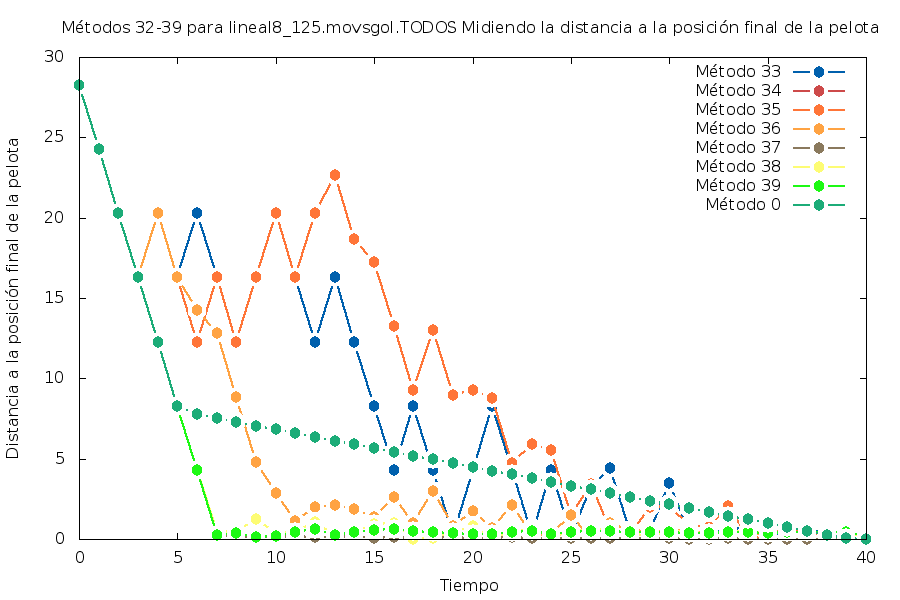 Métodos 32-39 para lineal8_125.movsgol.TODOS Midiendo la distancia a la posición final de la pelota
30
25
20
15
10
5
0
Distancia a la posición final de la pelota
Método 33
Método 34
Método 35
Método 36
Método 37
Método 38
Método 39
Método 0
0 5 10 15 20 25 30 35 40
Tiempo